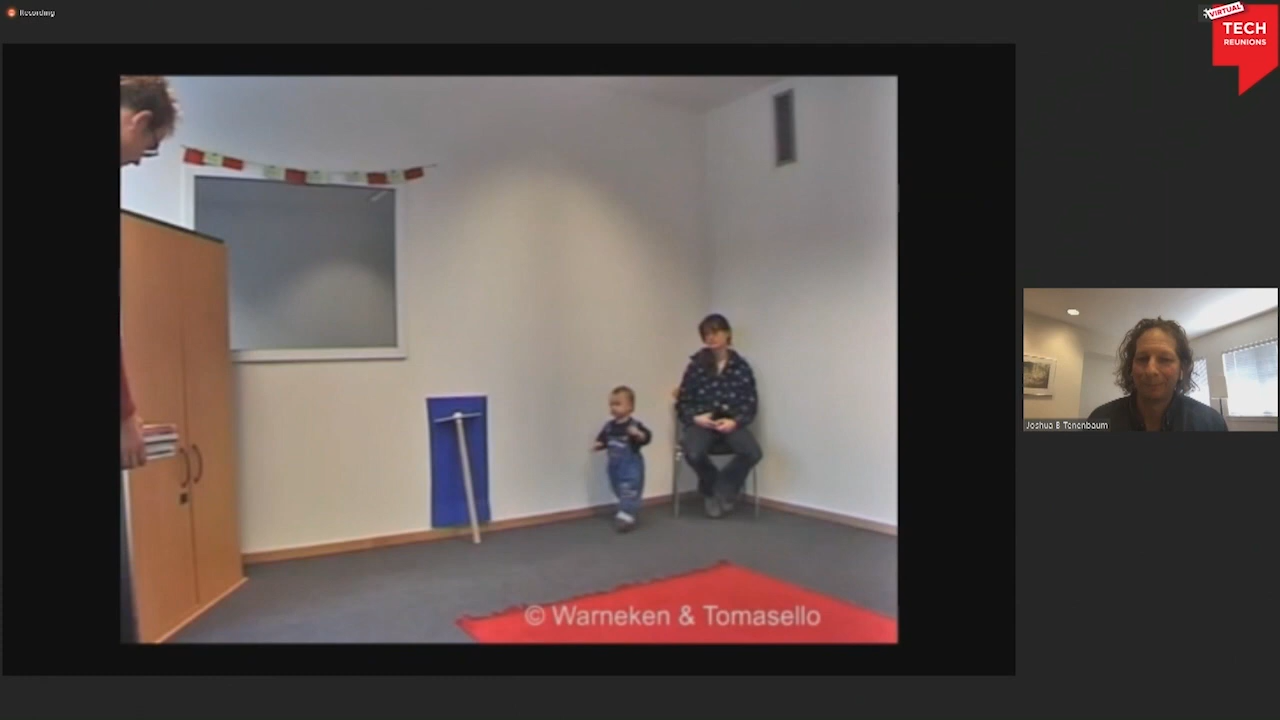 Recording
VIRTUAL
TECH
REUNIONS
© Warneken & Tomasello
Joshua B Tenenbaum